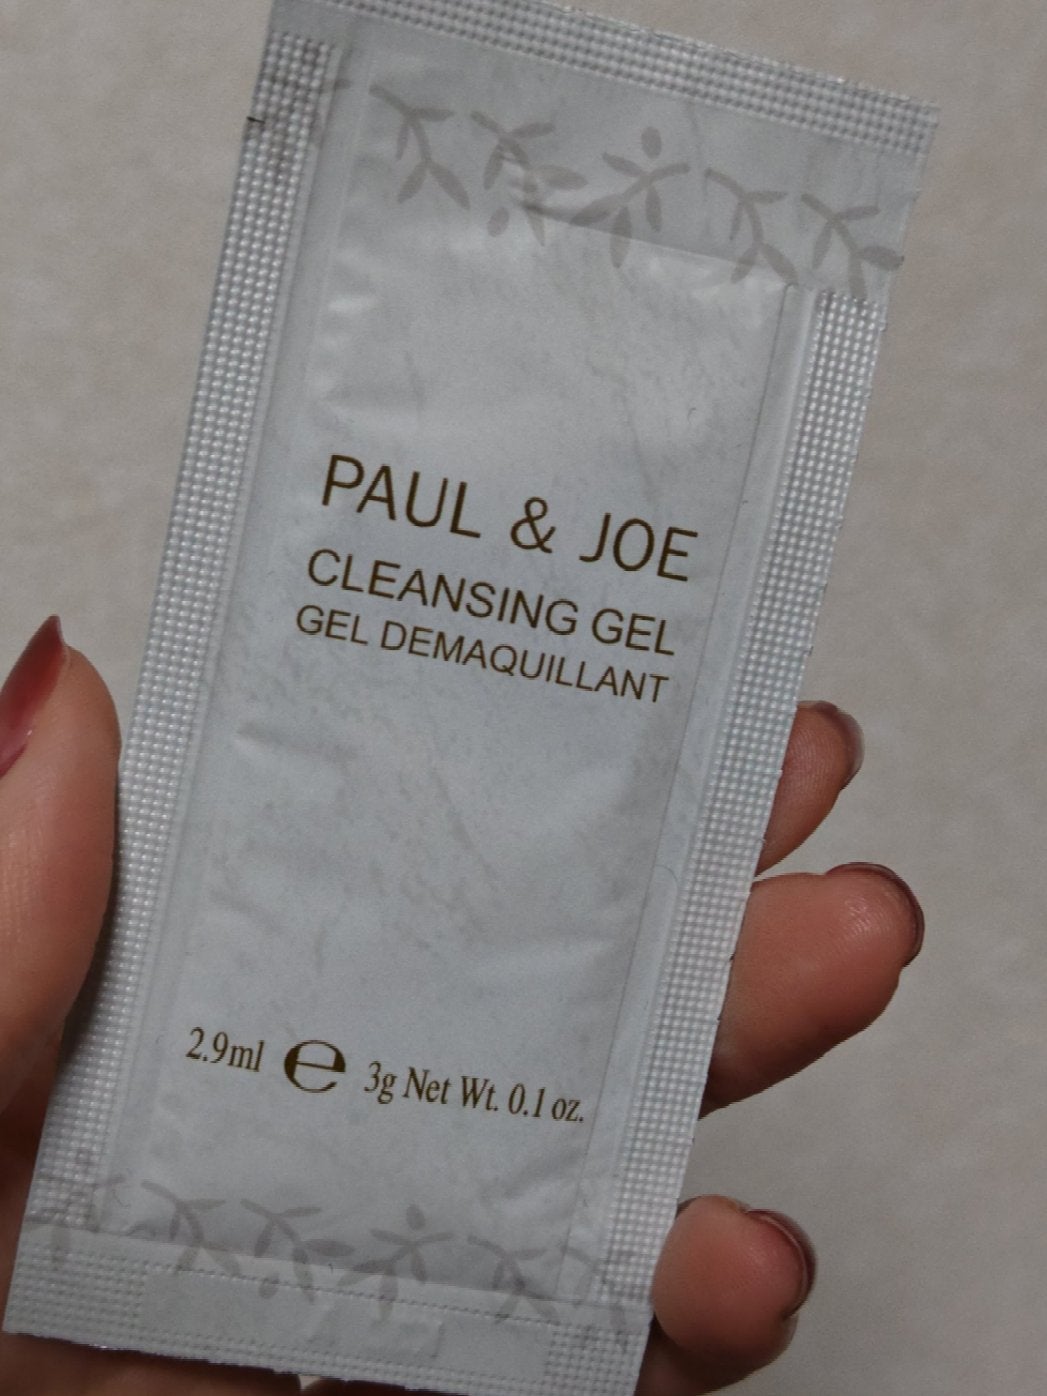 PAUL & JOE
CLEANSING GEL
GEL DEMAQUILLANT
2.9ml ℮ 3g Net Wt. 0.1 oz.